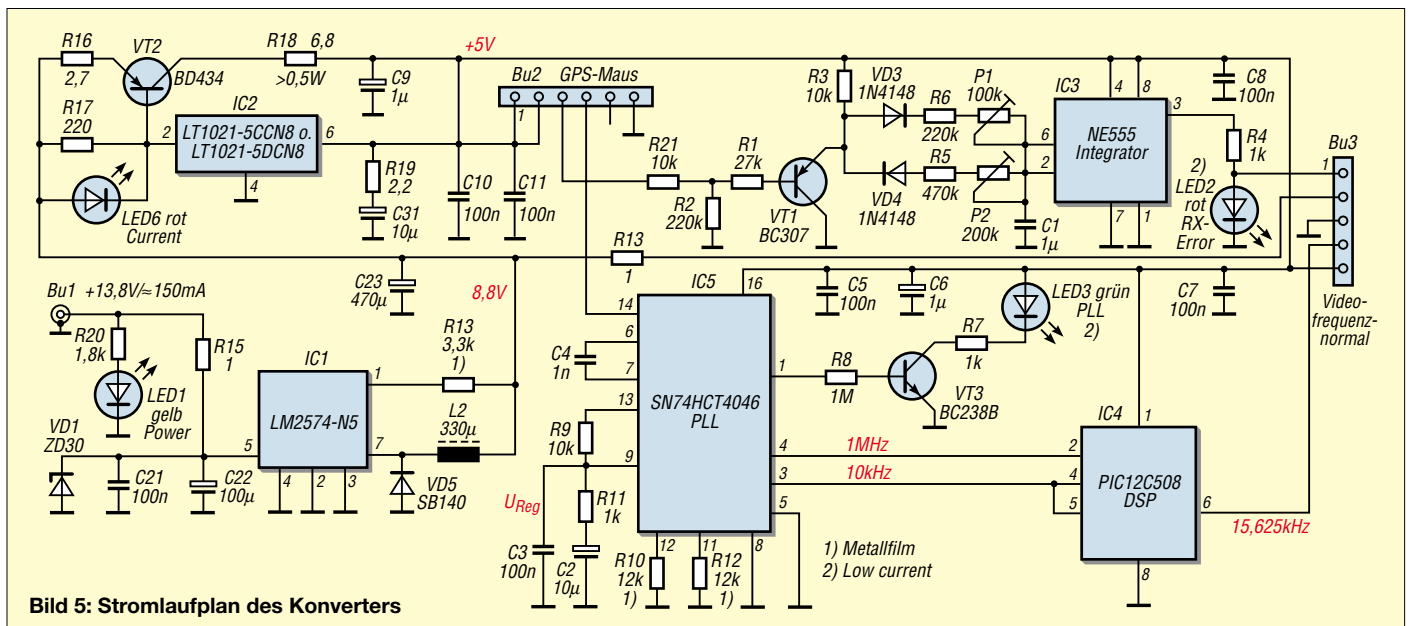 R16
2,7
VT2
BD434
R18 6,8
>0,5W
+5V
C9
1µ
R17
220
IC2
2
LT1021-5CCN8 o.
LT1021-5DCN8
6
4
LED6 rot
Current
R19
2,2
C31
10µ
C10
100n
C11
100n
Bu2 GPS-Maus
1
R21
10k
R1
27k
R2
220k
VT1
BC307
R3
10k
VD3
1N4148
R6
220k
P1
100k
VD4
1N4148
R5
470k
P2
200k
C1
1µ
IC3
4
8
3
6
2
NE555
Integrator
7
1
C8
100n
R4
1k
2)
LED2
rot
RX-
Error
Bu3
1
Video-
frequenz-
normal
R13
1
C23
470µ
8,8V
Bu1 +13,8V/≈150mA
R20
1,8k
LED1
gelb
Power
R15
1
VD1
ZD30
C21
100n
C22
100µ
IC1
5
LM2574-N5
1
7
4
2
3
R13
3,3k
1)
L2
330µ
VD5
SB140
IC5
16
14
6
7
C4
1n
13
R9
10k
9
SN74HCT4046
PLL
1
4
3
5
12
11
8
UReg
R11
1k
C3
100n
C2
10µ
R10
12k
1)
R12
12k
1)
C5
100n
C6
1µ
LED3 grün
PLL
2)
R7
1k
R8
1M
VT3
BC238B
C7
100n
1MHz
10kHz
IC4
1
2
4
5
PIC12C508
DSP
6
8
15,625kHz
1) Metallfilm
2) Low current
Bild 5: Stromlaufplan des Konverters